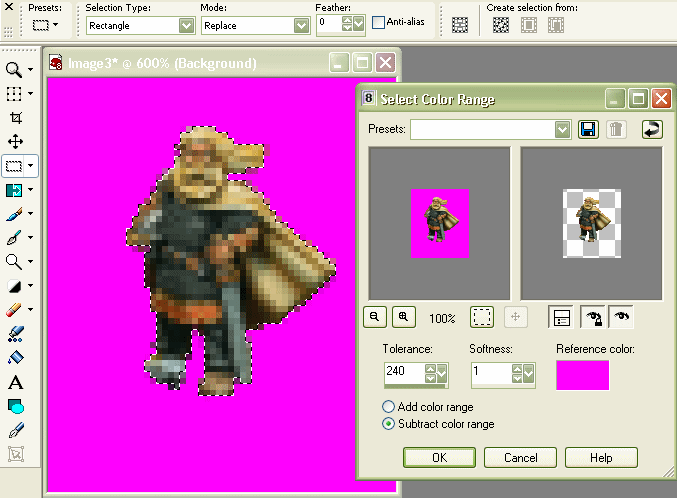 Presets: Selection Type: Mode: Feather: Create selection from:
Rectangle Replace 0 Anti-alias
Image3* @ 600% (Background)
8 Select Color Range
Presets:
100%
Tolerance: Softness: Reference color:
240 1
Add color range
Subtract color range
OK Cancel Help
A